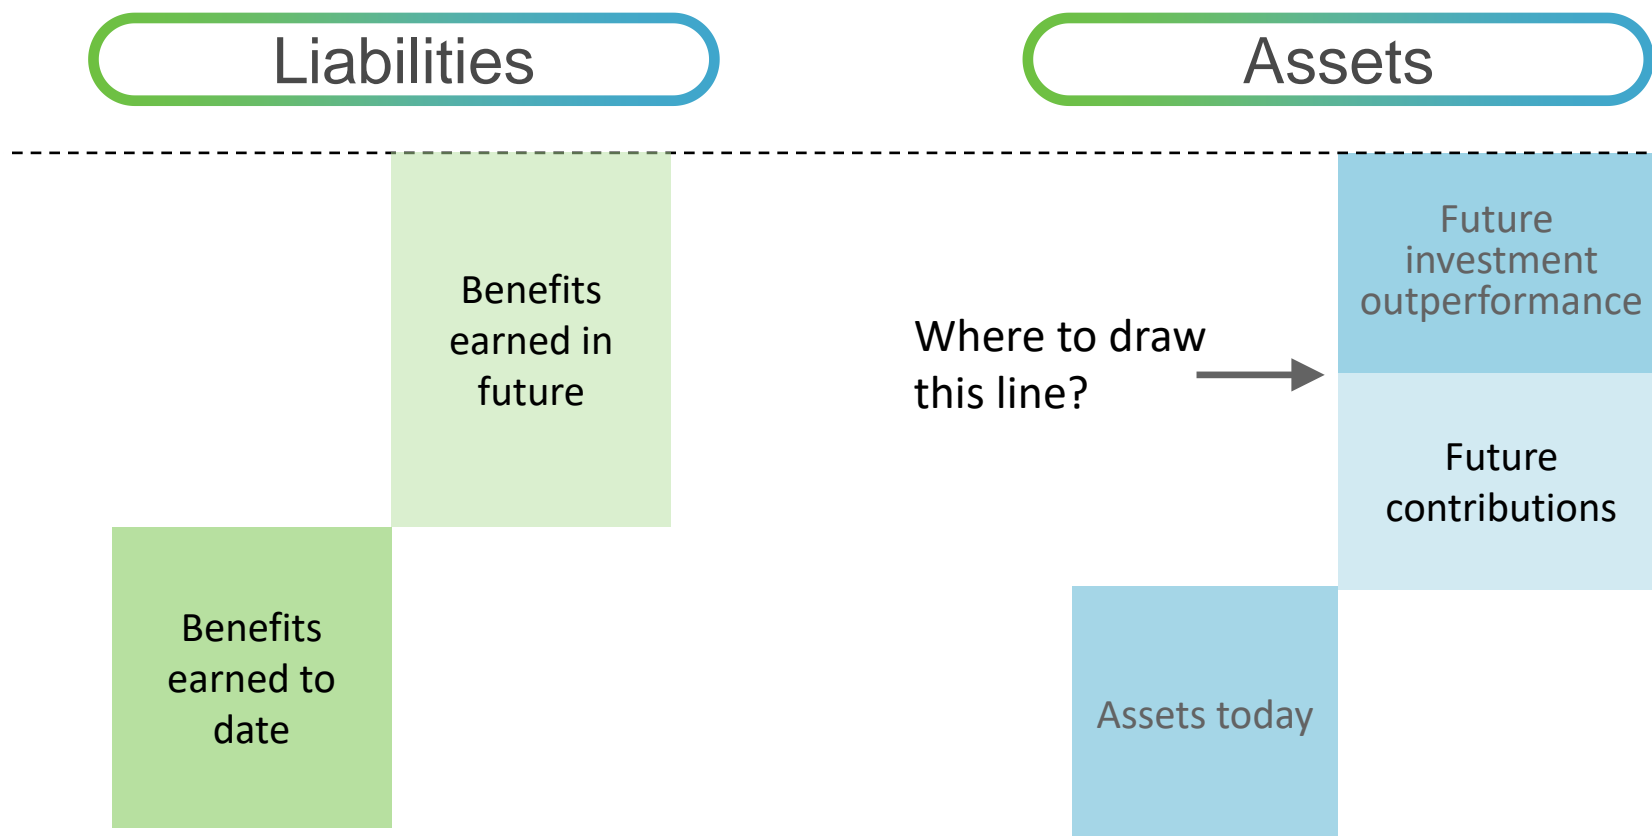 Liabilities
Assets
Benefits
earned in
future
Benefits
earned to
date
Where to draw
this line?
Future
investment
outperformance
Future
contributions
Assets today